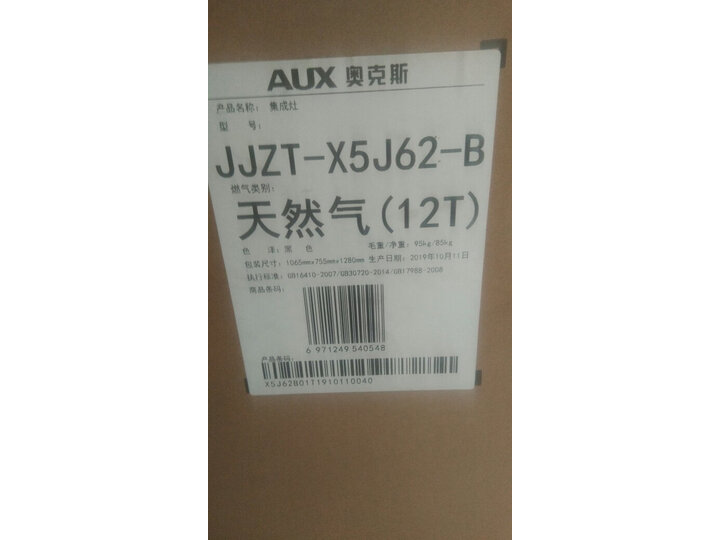 AUX 奥克斯
产品名称: 集成灶
型 号:
JJZT-X5J62-B
燃气类别:
天然气(12T)
色 泽: 黑 色 毛重/净重: 95kg/85kg
包装尺寸: 1065mm×755mm×1280mm 生产日期: 2019年10月11日
执行标准: GB16410-2007/GB30720-2014/GB17988-2008
商品条码:
6 971249 540548
产品条码:
X5J62B01T1910110040